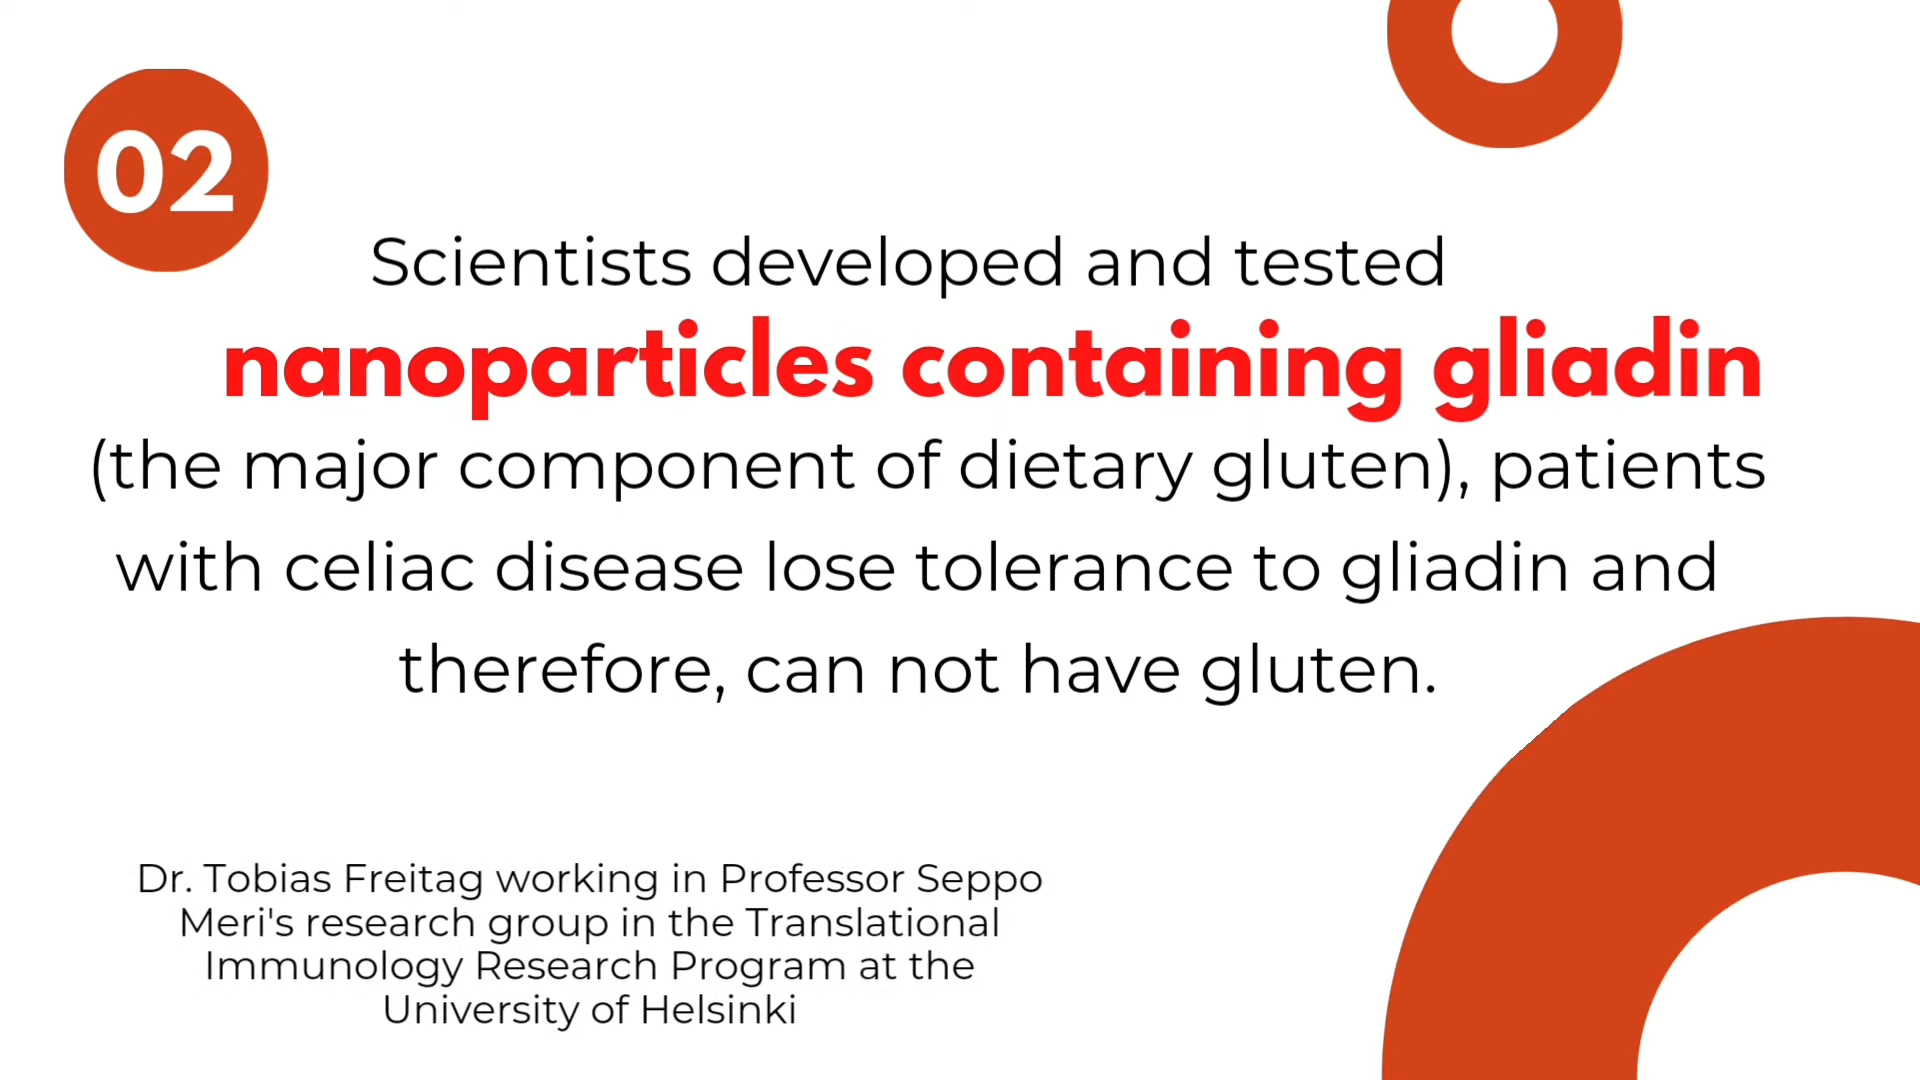 02
Scientists developed and tested
nanoparticles containing gliadin
(the major component of dietary gluten), patients
with celiac disease lose tolerance to gliadin and
therefore, can not have gluten.
Dr. Tobias Freitag working in Professor Seppo
Meri's research group in the Translational
Immunology Research Program at the
University of Helsinki